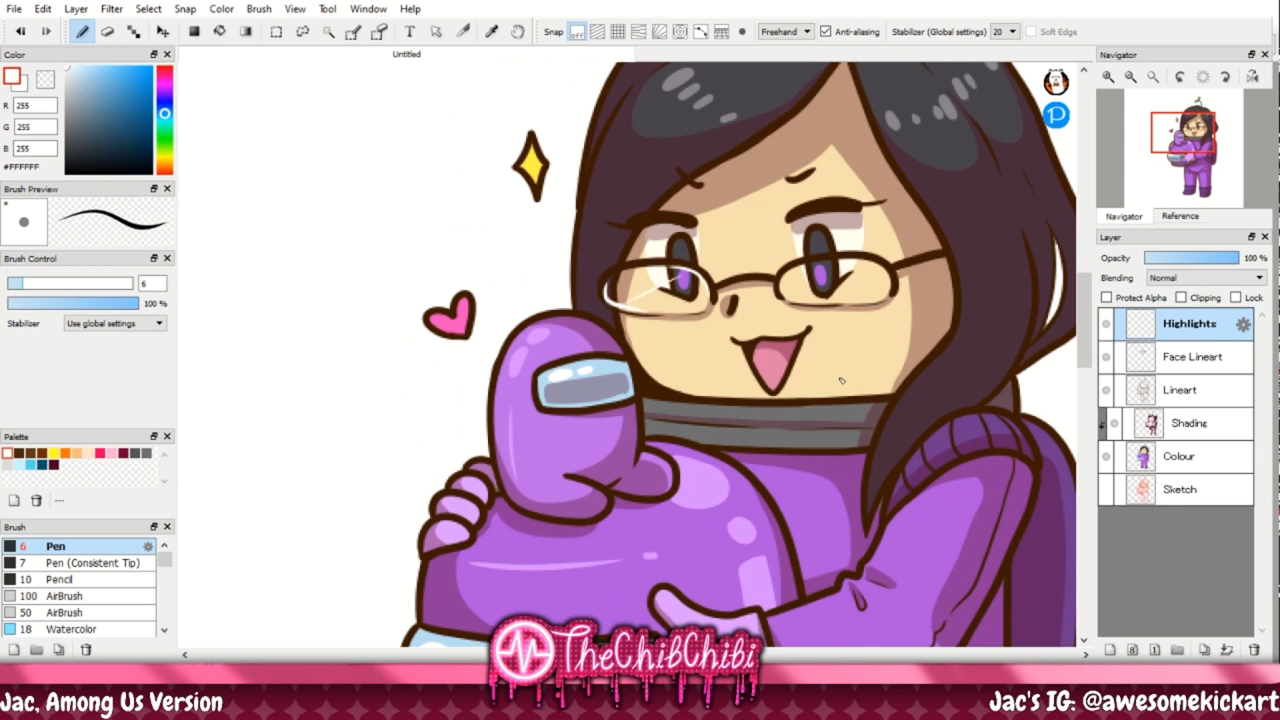 File Edit Layer Filter Select Snap Color Brush View Tool Window Help
Snap off Freehand Anti-aliasing Stabilizer (Global settings) 20 Soft Edge
Color
R 255
G 255
B 255
#FFFFFF
Brush Preview
Brush Control
6
100 %
Stabilizer Use global settings
Palette
Brush
6 Pen
7 Pen (Consistent Tip)
10 Pencil
100 AirBrush
50 AirBrush
18 Watercolor
Untitled
Navigator
Navigator Reference
Layer
Opacity 100 %
Blending Normal
Protect Alpha Clipping Lock
Highlights
Face Lineart
Lineart
Shading
Colour
Sketch
TheChibChibi
Jac, Among Us Version
Jac's IG: @awesomekickart